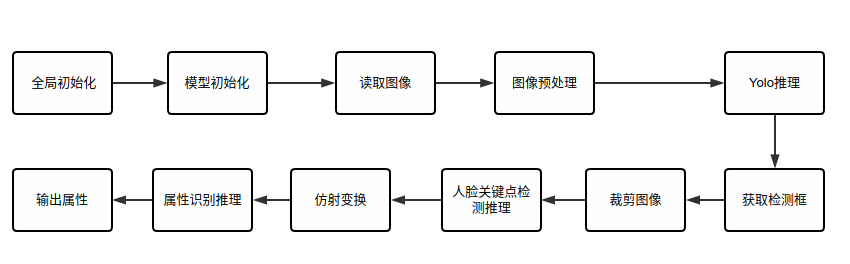 全局初始化
模型初始化
读取图像
图像预处理
Yolo推理
获取检测框
裁剪图像
人脸关键点检
测推理
仿射变换
属性识别推理
输出属性